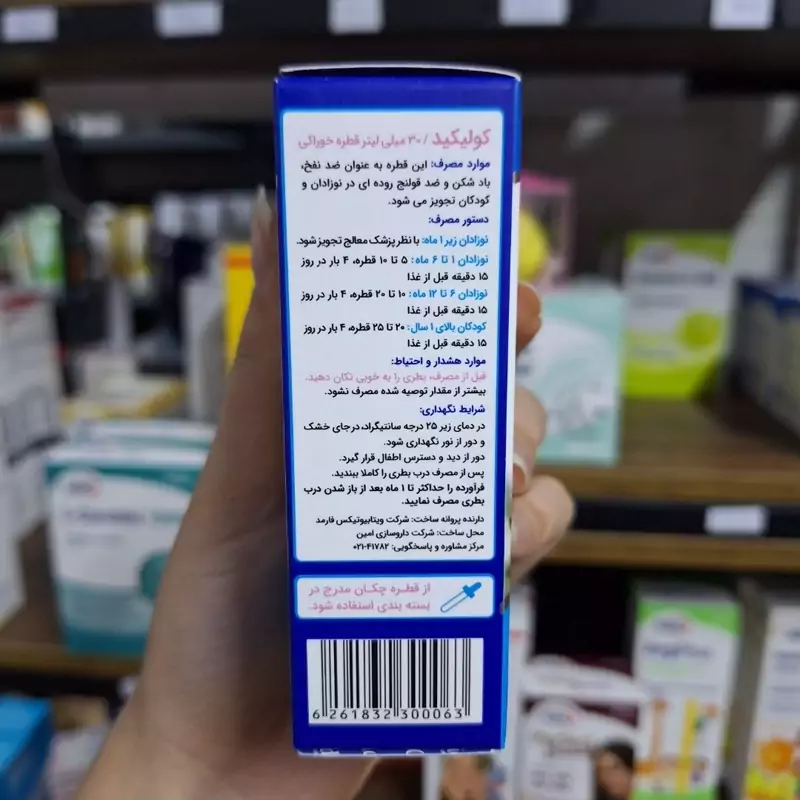 کولیکید / ۳۰ میلی لیتر قطره خوراکی
موارد مصرف: این قطره به عنوان ضد نفخ،
باد شکن و ضد قولنج روده ای در نوزادان و
کودکان تجویز می شود.
دستور مصرف:
نوزادان زیر ۱ ماه: با نظر پزشک معالج تجویز شود.
نوزادان ۱ تا ۶ ماه: ۵ تا ۱۰ قطره، ۴ بار در روز
۱۵ دقیقه قبل از غذا
نوزادان ۶ تا ۱۲ ماه: ۱۰ تا ۲۰ قطره، ۴ بار در روز
۱۵ دقیقه قبل از غذا
کودکان بالای ۱ سال: ۲۰ تا ۲۵ قطره، ۴ بار در روز
۱۵ دقیقه قبل از غذا
موارد هشدار و احتیاط:
قبل از مصرف، بطری را به خوبی تکان دهید.
بیشتر از مقدار توصیه شده مصرف نشود.
شرایط نگهداری:
در دمای زیر ۲۵ درجه سانتیگراد، در جای خشک
و دور از نور نگهداری شود.
دور از دید و دسترس اطفال قرار گیرد.
پس از مصرف درب بطری را کاملا ببندید.
فرآورده را حداکثر تا ۱ ماه بعد از باز شدن درب
بطری مصرف نمایید.
دارنده پروانه ساخت: شرکت ویتابیوتیکس فارمد
محل ساخت: شرکت داروسازی امین
مرکز مشاوره و پاسخگویی: ۴۱۷۸۲-۰۲۱
از قطره چکان مدرج در
بسته بندی استفاده شود.
6 261832 300063